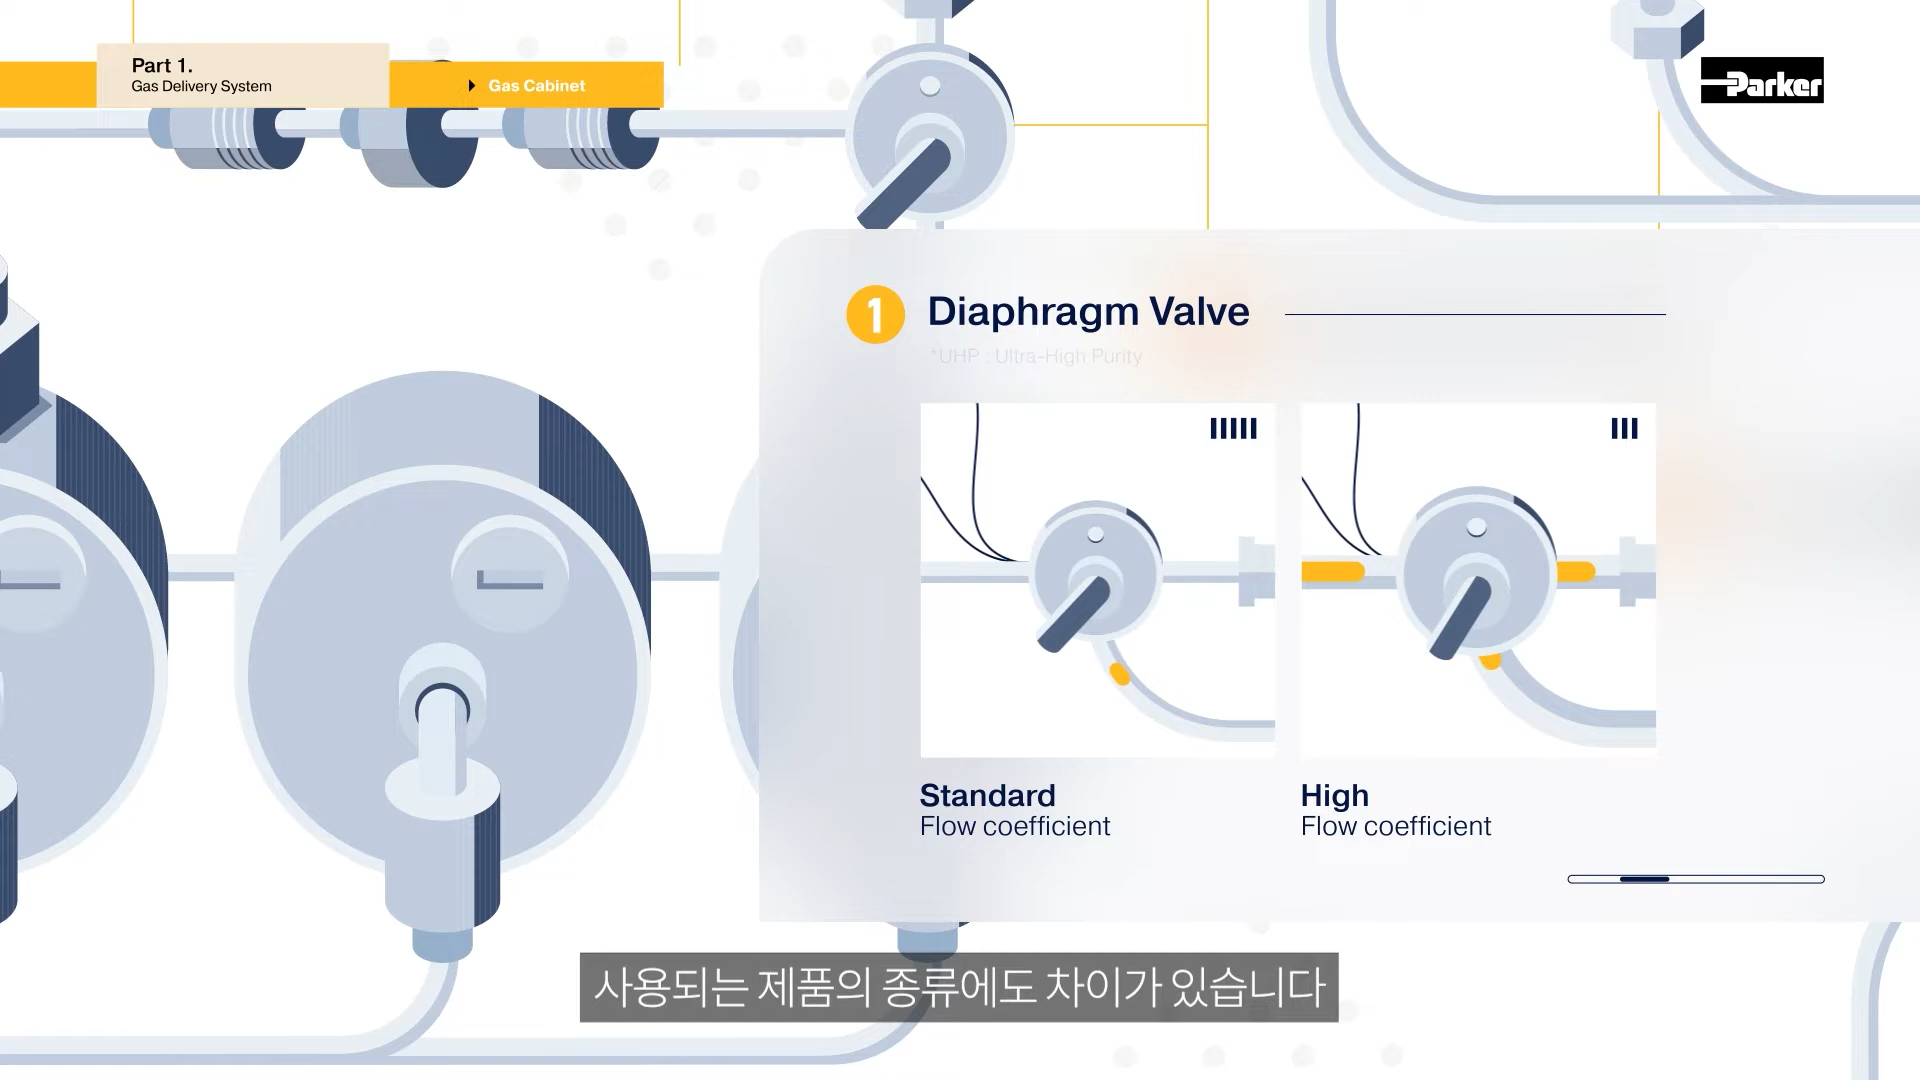 Part 1.
Gas Delivery System
Gas Cabinet
Parker
1 Diaphragm Valve
*UHP : Ultra-High Purity
Standard
Flow coefficient
High
Flow coefficient
사용되는 제품의 종류에도 차이가 있습니다